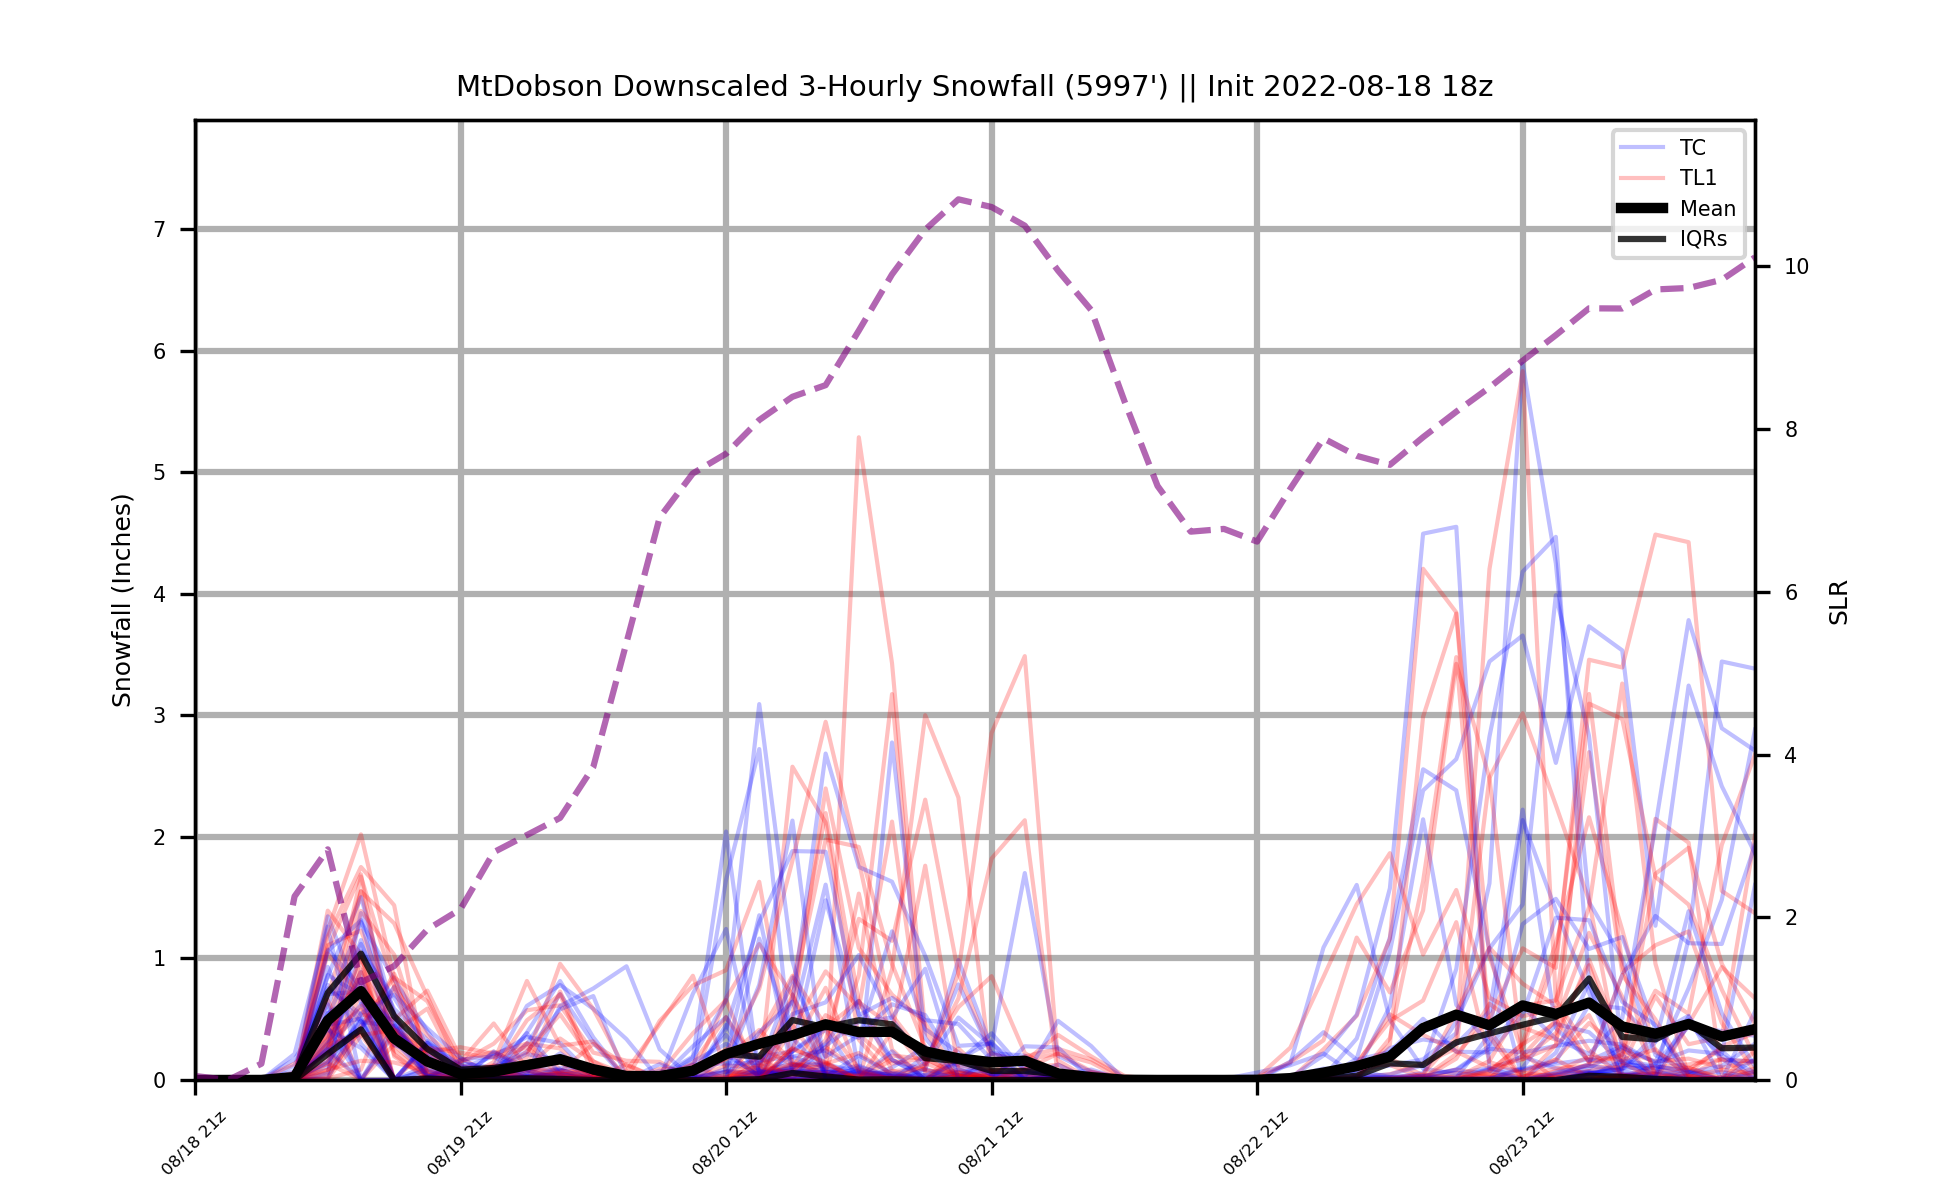 MtDobson Downscaled 3-Hourly Snowfall (5997') || Init 2022-08-18 18z
TC
TL1
Mean
IQRs
Snowfall (Inches)
7
6
5
4
3
2
1
0
10
8
6
4
2
0
SLR
08/18 21z
08/19 21z
08/20 21z
08/21 21z
08/22 21z
08/23 21z